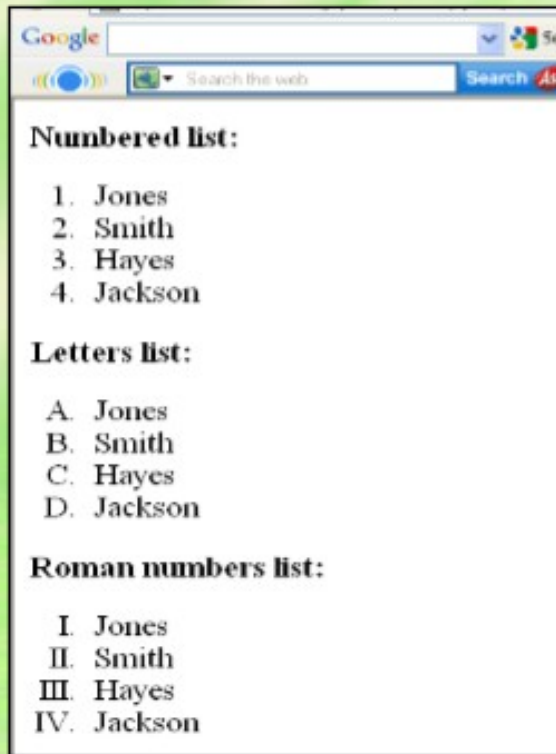 Google
Search the web Search
Numbered list:
1. Jones
2. Smith
3. Hayes
4. Jackson
Letters list:
A. Jones
B. Smith
C. Hayes
D. Jackson
Roman numbers list:
I. Jones
II. Smith
III. Hayes
IV. Jackson